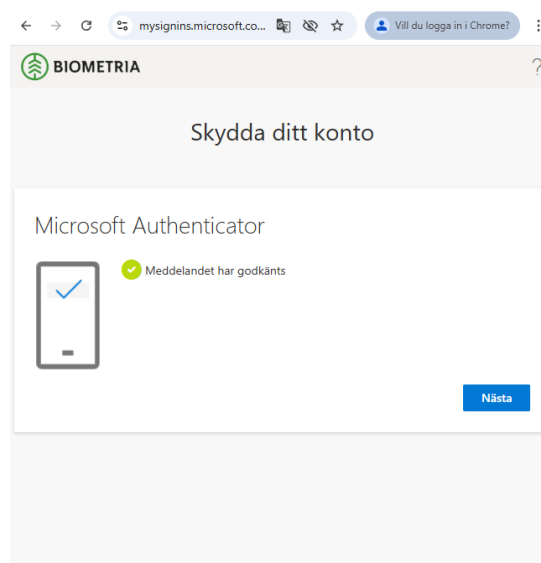 mysignins.microsoft.co...
Vill du logga in i Chrome?
BIOMETRIA
?
Skydda ditt konto
Microsoft Authenticator
Meddelandet har godkänts
Nästa